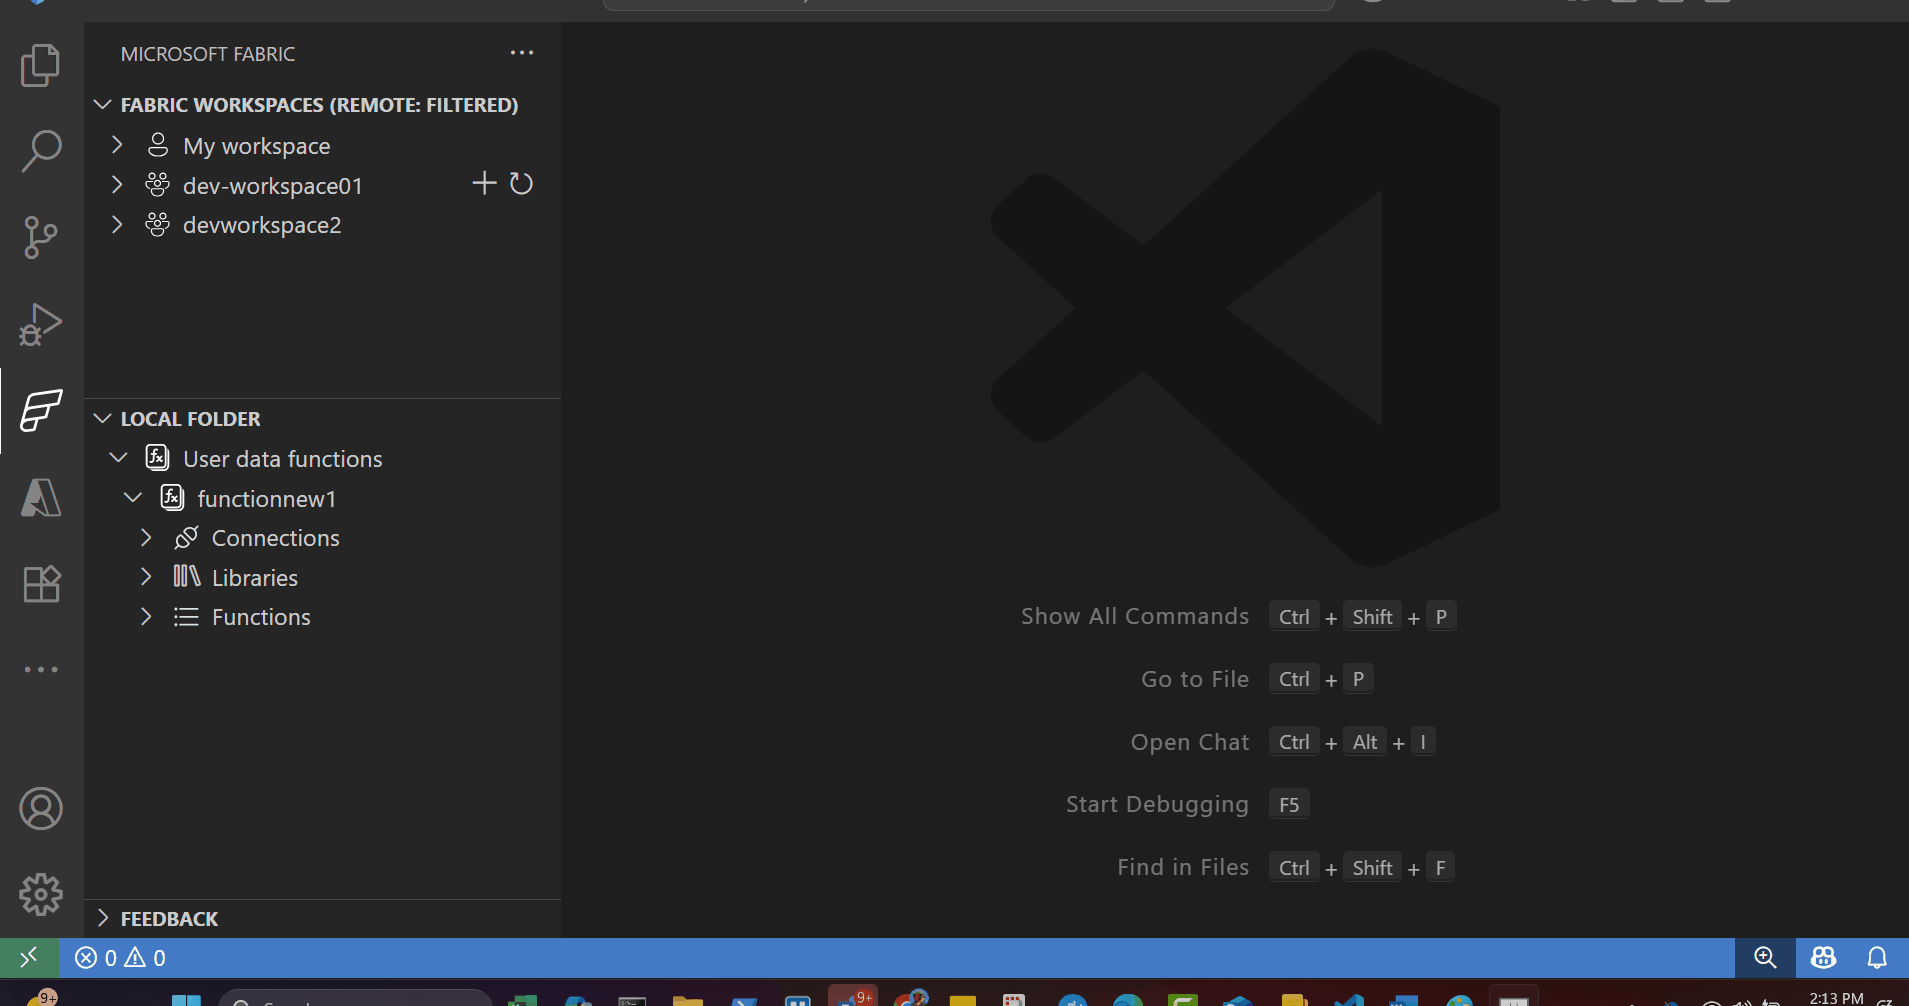 MICROSOFT FABRIC
FABRIC WORKSPACES (REMOTE: FILTERED)
My workspace
dev-workspace01
devworkspace2
LOCAL FOLDER
User data functions
functionnew1
Connections
Libraries
Functions
FEEDBACK
Show All Commands Ctrl + Shift + P
Go to File Ctrl + P
Open Chat Ctrl + Alt + I
Start Debugging F5
Find in Files Ctrl + Shift + F
0 0
9+
9+
2:13 PM